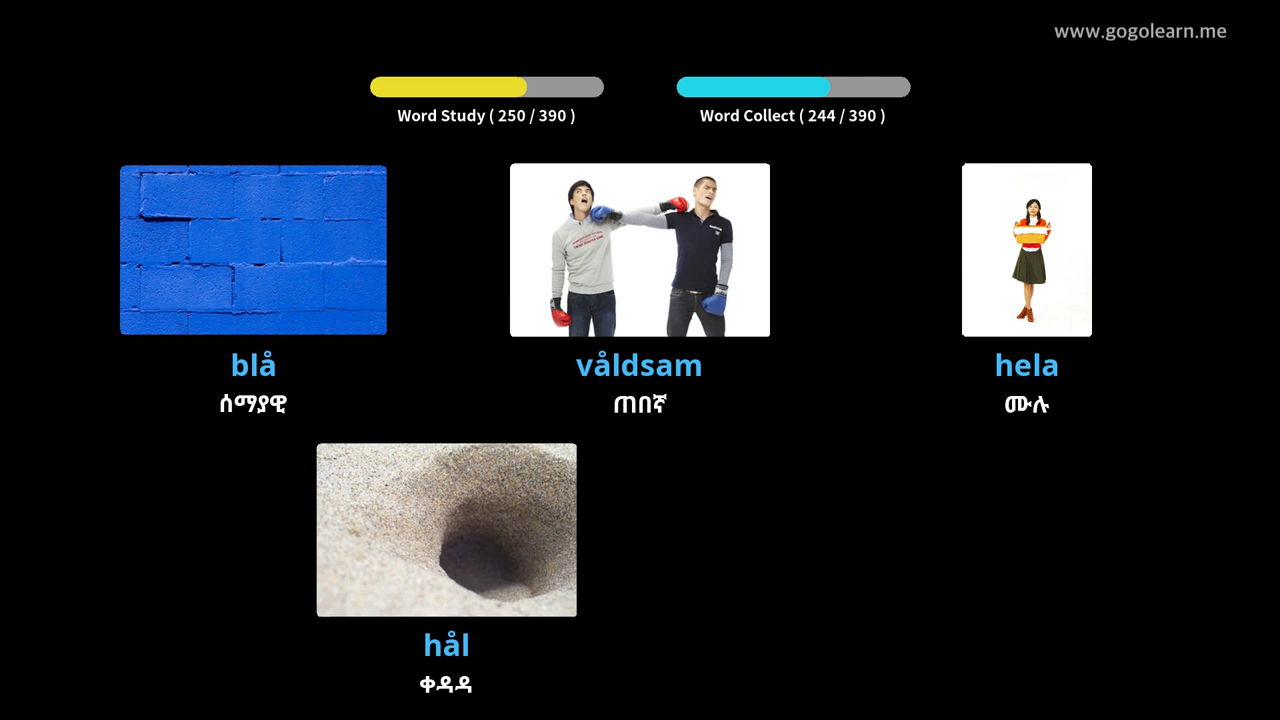 www.gogolearn.me
Word Study ( 250 / 390 )
Word Collect ( 244 / 390 )
blå
våldsam
hela
ሰማያዊ
ጠበኛ
ሙሉ
hål
ቀዳዳ